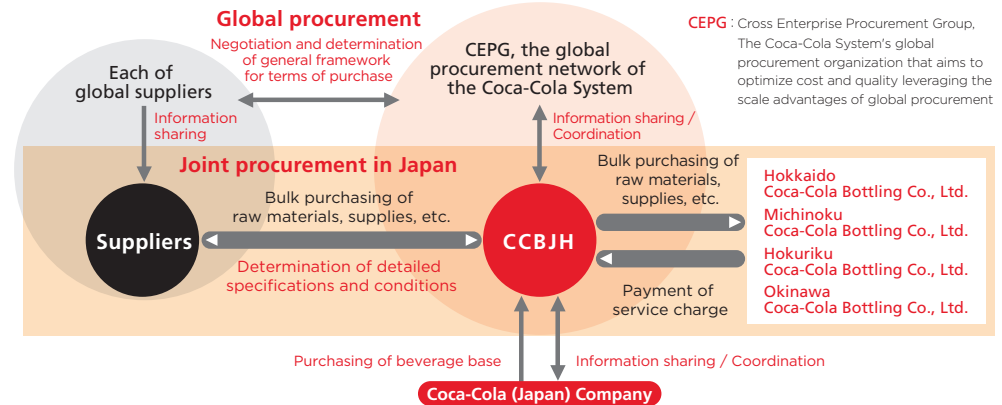 Global procurement
Negotiation and determination
of general framework
for terms of purchase
Each of
global suppliers
CEPG, the global
procurement network of
the Coca-Cola System
CEPG : Cross Enterprise Procurement Group,
The Coca-Cola System's global
procurement organization that aims to
optimize cost and quality leveraging the
scale advantages of global procurement
Information
sharing
Information sharing /
Coordination
Joint procurement in Japan
Suppliers
Bulk purchasing of
raw materials, supplies, etc.
Determination of detailed
specifications and conditions
CCBJH
Bulk purchasing of
raw materials,
supplies, etc.
Payment of
service charge
Hokkaido
Coca-Cola Bottling Co., Ltd.
Michinoku
Coca-Cola Bottling Co., Ltd.
Hokuriku
Coca-Cola Bottling Co., Ltd.
Okinawa
Coca-Cola Bottling Co., Ltd.
Purchasing of beverage base
Information sharing / Coordination
Coca-Cola (Japan) Company